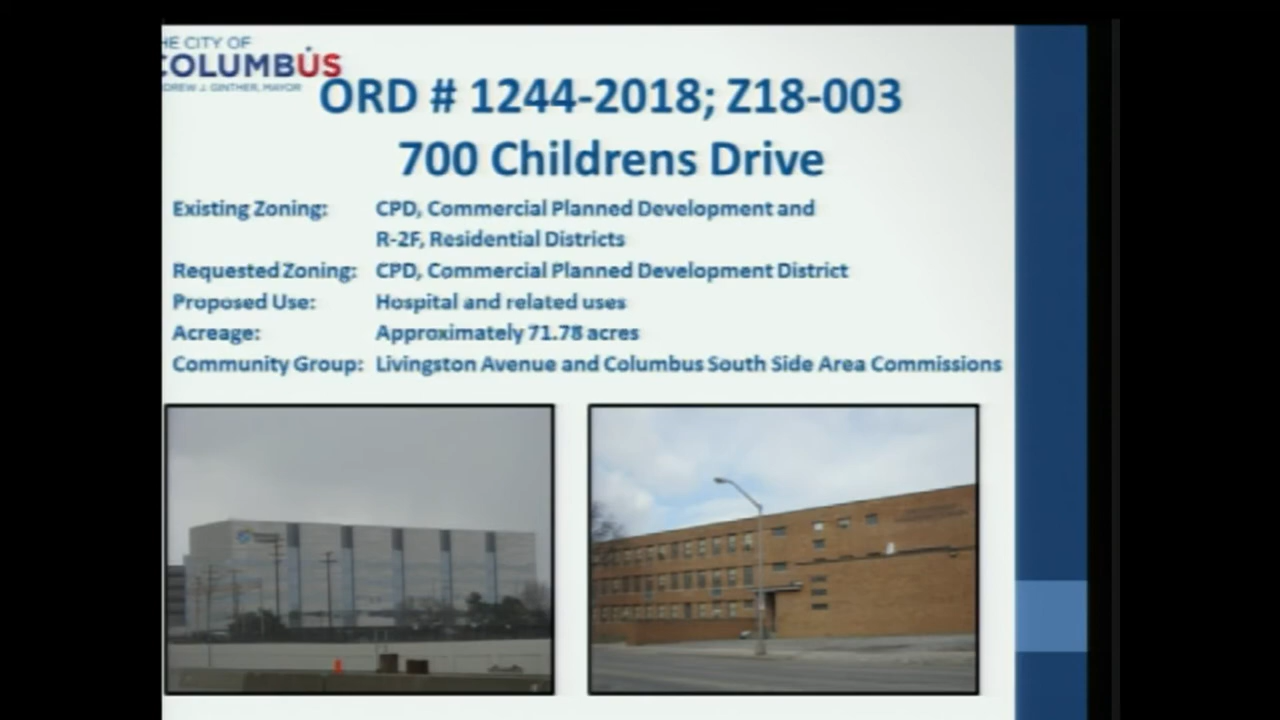 HE CITY OF
COLUMBUS
DREW J. GINTHER, MAYOR
ORD # 1244-2018; Z18-003
700 Childrens Drive
Existing Zoning: CPD, Commercial Planned Development and
R-2F, Residential Districts
Requested Zoning: CPD, Commercial Planned Development District
Proposed Use: Hospital and related uses
Acreage: Approximately 71.78 acres
Community Group: Livingston Avenue and Columbus South Side Area Commissions